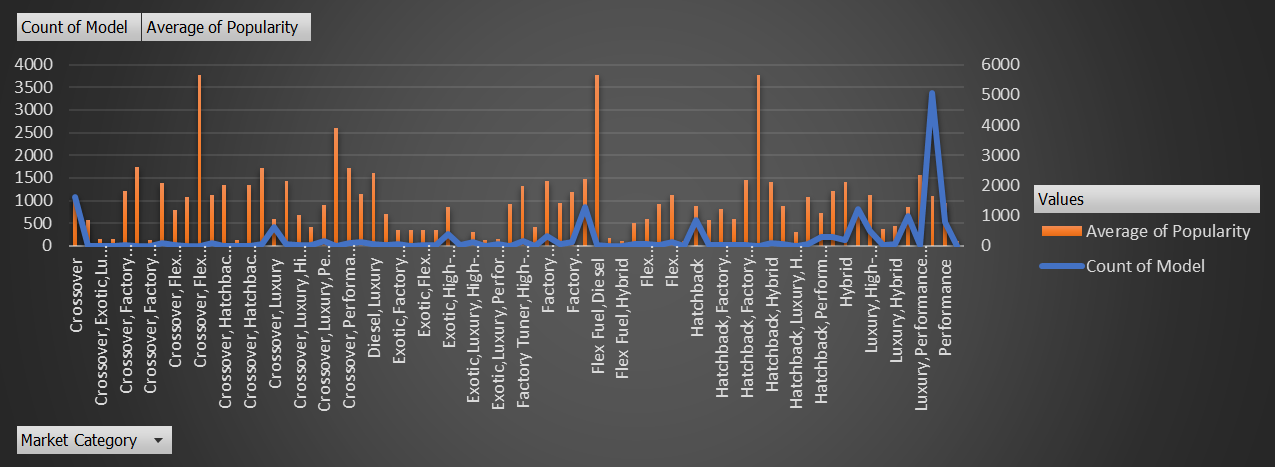 Count of Model Average of Popularity
4000 6000
3500 5000
3000 4000
2500
2000 3000
1500 2000
1000
500 1000
0 0
Values
Average of Popularity
Count of Model
Crossover
Crossover,Exotic,Lu…
Crossover,Factory…
Crossover,Factory…
Crossover,Flex…
Crossover,Flex…
Crossover,Hatchbac…
Crossover,Hatchbac…
Crossover,Luxury
Crossover,Luxury,Hi…
Crossover,Luxury,Pe…
Crossover,Performa…
Diesel,Luxury
Exotic,Factory…
Exotic,Flex…
Exotic,High-…
Exotic,Luxury,High-…
Exotic,Luxury,Perfor…
Factory Tuner,High-…
Factory…
Factory…
Flex Fuel,Diesel
Flex Fuel,Hybrid
Flex…
Flex…
Hatchback
Hatchback,Factory…
Hatchback,Factory…
Hatchback,Hybrid
Hatchback,Luxury,H…
Hatchback,Perform…
Hybrid
Luxury,High-…
Luxury,Hybrid
Luxury,Performance…
Performance
Market Category